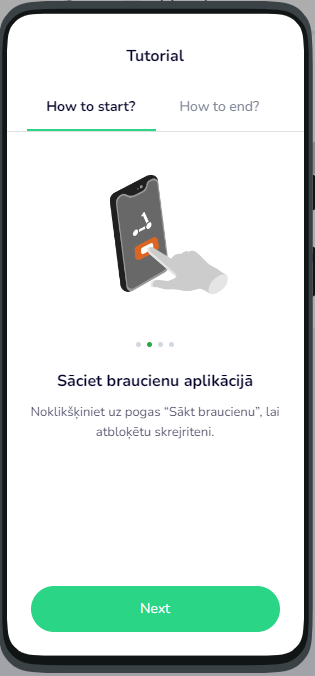 Tutorial
How to start?
How to end?
Sāciet braucienu aplikācijā
Noklikšķiniet uz pogas “Sākt braucienu”, lai
atbloķētu skrejriteni.
Next